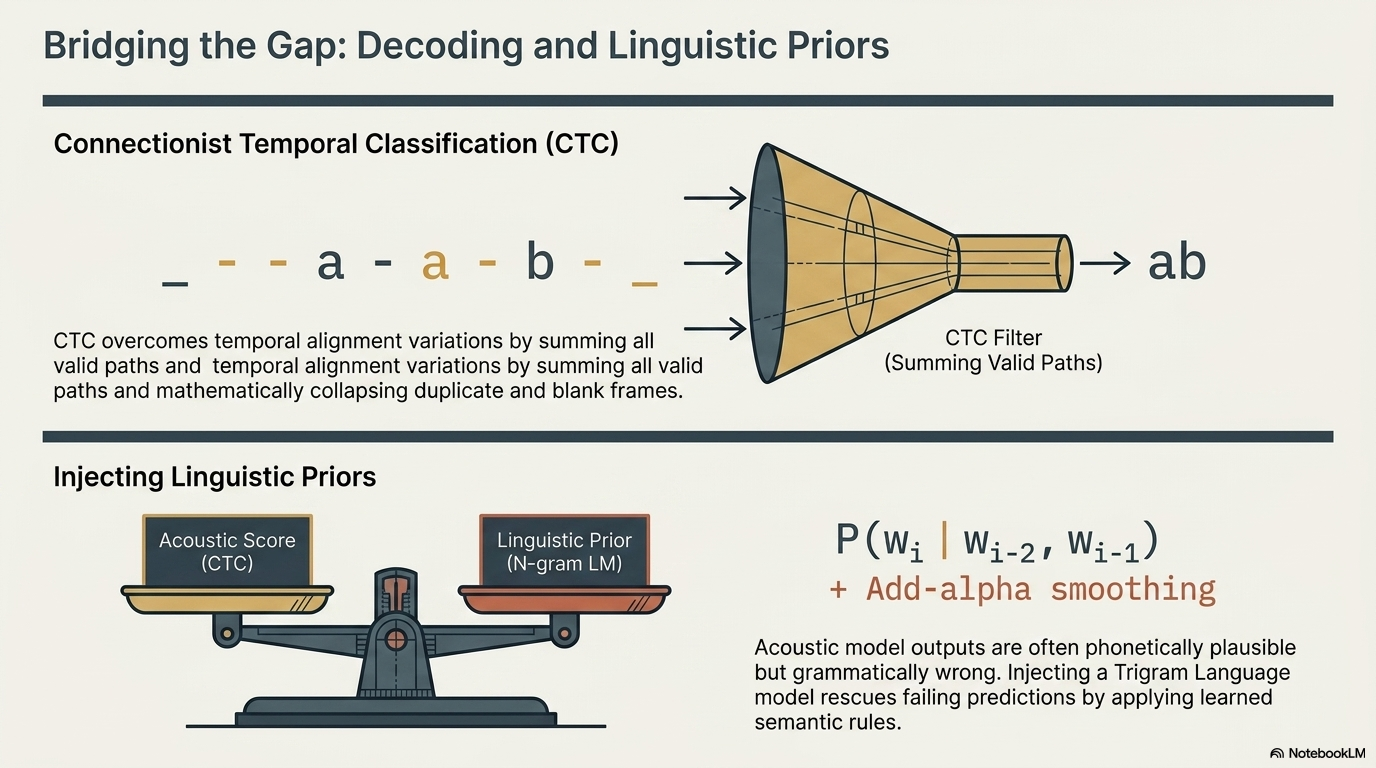 Bridging the Gap: Decoding and Linguistic Priors
Connectionist Temporal Classification (CTC)
_ - - a - a - b - _
ab
CTC overcomes temporal alignment variations by summing all
valid paths and  temporal alignment variations by summing all valid
paths and mathematically collapsing duplicate and blank frames.
CTC Filter
(Summing Valid Paths)
Injecting Linguistic Priors
Acoustic Score
(CTC)
Linguistic Prior
(N-gram LM)
P(wᵢ | wᵢ₋₂, wᵢ₋₁)
+ Add-alpha smoothing
Acoustic model outputs are often phonetically plausible
but grammatically wrong. Injecting a Trigram Language
model rescues failing predictions by applying learned
semantic rules.
NotebookLM